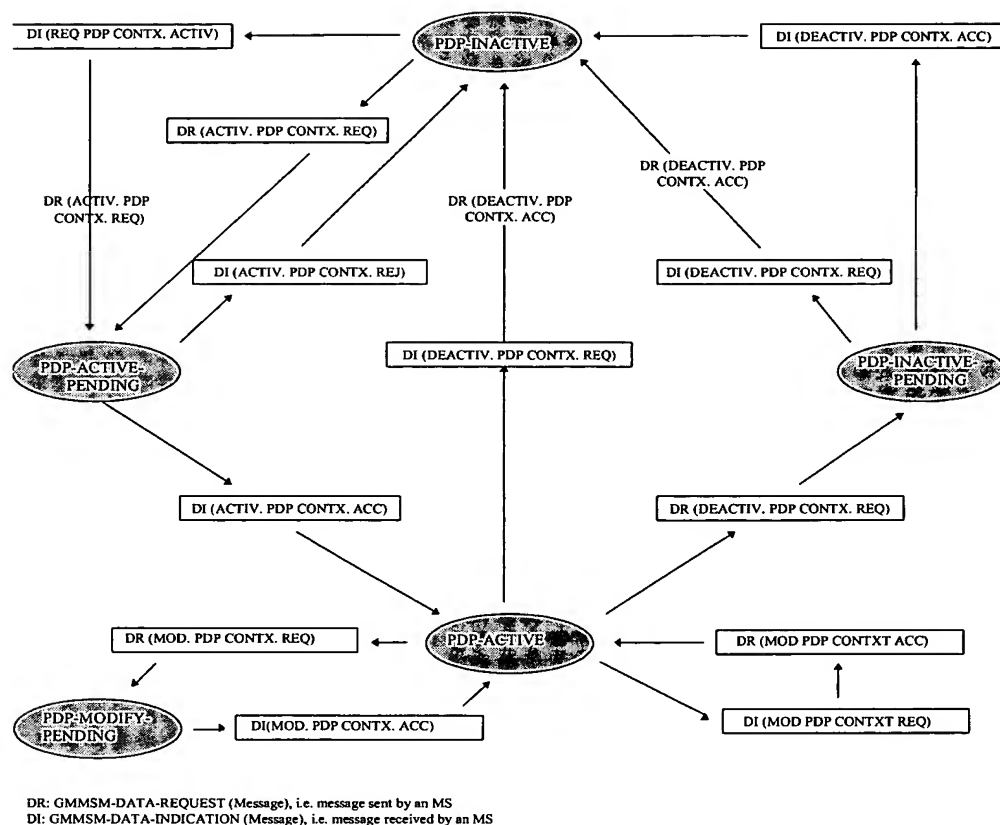 DI (REQ PDP CONTX. ACTIV)
PDP-INACTIVE
DI (DEACTIV. PDP CONTX. ACC)
DR (ACTIV. PDP CONTX. REQ)
DR (DEACTIV. PDP
CONTX. ACC)
DR (ACTIV. PDP
CONTX. REQ)
DR (DEACTIV. PDP
CONTX. ACC)
DI (ACTIV. PDP CONTX. REJ)
DI (DEACTIV. PDP CONTX. REQ)
PDP-ACTIVE-
PENDING
DI (DEACTIV. PDP CONTX. REQ)
PDP-INACTIVE-
PENDING
DI (ACTIV. PDP CONTX. ACC)
DR (DEACTIV. PDP CONTX. REQ)
DR (MOD. PDP CONTX. REQ)
PDP-ACTIVE
DR (MOD PDP CONTXT ACC)
PDP-MODIFY-
PENDING
DI(MOD. PDP CONTX. ACC)
DI (MOD PDP CONTXT REQ)
DR: GMMSM-DATA-REQUEST (Message), i.e. message sent by an MS
DI: GMMSM-DATA-INDICATION (Message), i.e. message received by an MS